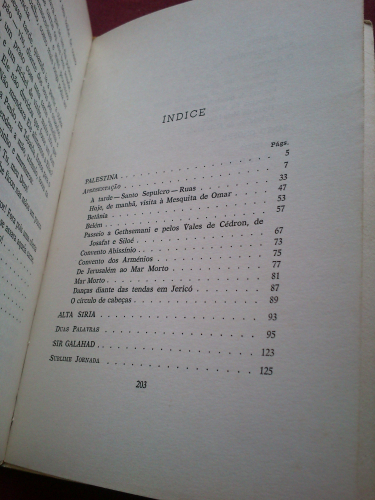 INDICE
Págs.
PALESTINA . . . . . . . . . . . . . . . 5
Apresentação . . . . . . . . . . . . . . 7
A tarde — Santo Sepulcro — Ruas . . . . 33
Hoje, de manhã, visita à Mesquita de Omar . 47
Betânia . . . . . . . . . . . . . . . 53
Belém . . . . . . . . . . . . . . . . 57
Passeio a Gethsemani e pelos Vales de Cédron, de
Josafat e Siloé . . . . . . . . . . . 67
Convento Abissínio . . . . . . . . . . 73
Convento dos Arménios . . . . . . . . . 75
De Jerusalém ao Mar Morto . . . . . . . 77
Mar Morto . . . . . . . . . . . . . . 81
Danças diante das tendas em Jericó . . . 87
O círculo de cabeças . . . . . . . . . 89
ALTA SIRIA . . . . . . . . . . . . . . 93
Duas Palavras . . . . . . . . . . . . . 95
SIR GALAHAD . . . . . . . . . . . . . . 123
Sublime Jornada . . . . . . . . . . . . 125
203